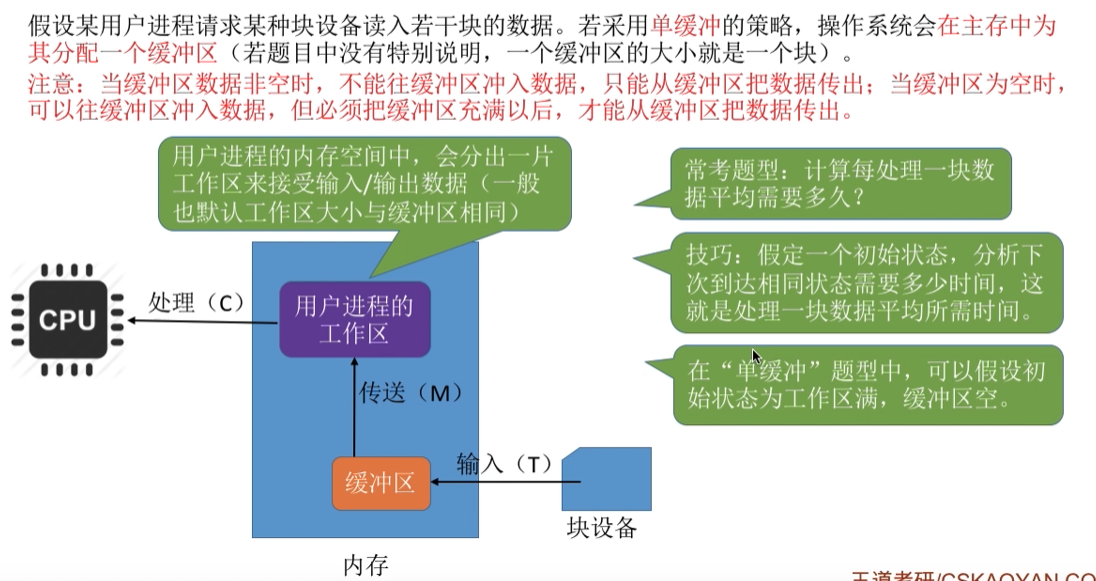 假设某用户进程请求某种块设备读入若干块的数据。若采用单缓冲的策略，操作系统会在主存中为
其分配一个缓冲区（若题目中没有特别说明，一个缓冲区的大小就是一个块）。
注意：当缓冲区数据非空时，不能往缓冲区冲入数据，只能从缓冲区把数据传出；当缓冲区为空时，
可以往缓冲区冲入数据，但必须把缓冲区充满以后，才能从缓冲区把数据传出。
用户进程的内存空间中，会分出一片
工作区来接受输入/输出数据（一般
也默认工作区大小与缓冲区相同）
常考题型：计算每处理一块数
据平均需要多久？
技巧：假定一个初始状态，分析下
次到达相同状态需要多少时间，这
就是处理一块数据平均所需时间。
在“单缓冲”题型中，可以假设初
始状态为工作区满，缓冲区空。
CPU
处理（C）
用户进程的
工作区
传送（M）
缓冲区
输入（T）
块设备
内存
王道考研/CSKAOYAN.CO